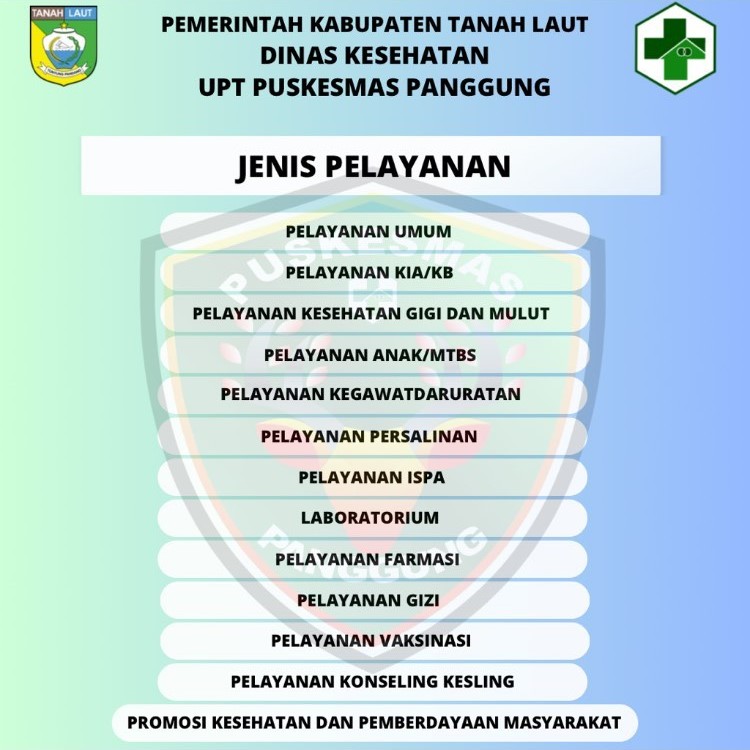 TANAH LAUT
PEMERINTAH KABUPATEN TANAH LAUT
DINAS KESEHATAN
UPT PUSKESMAS PANGGUNG
JENIS PELAYANAN
PUSKESMAS
PELAYANAN UMUM
PELAYANAN KIA/KB
PELAYANAN KESEHATAN GIGI DAN MULUT
PELAYANAN ANAK/MTBS
PELAYANAN KEGAWATDARURATAN
PELAYANAN PERSALINAN
PELAYANAN ISPA
LABORATORIUM
PANGGUNG
PELAYANAN FARMASI
PELAYANAN GIZI
PELAYANAN VAKSINASI
PELAYANAN KONSELING KESLING
PROMOSI KESEHATAN DAN PEMBERDAYAAN MASYARAKAT